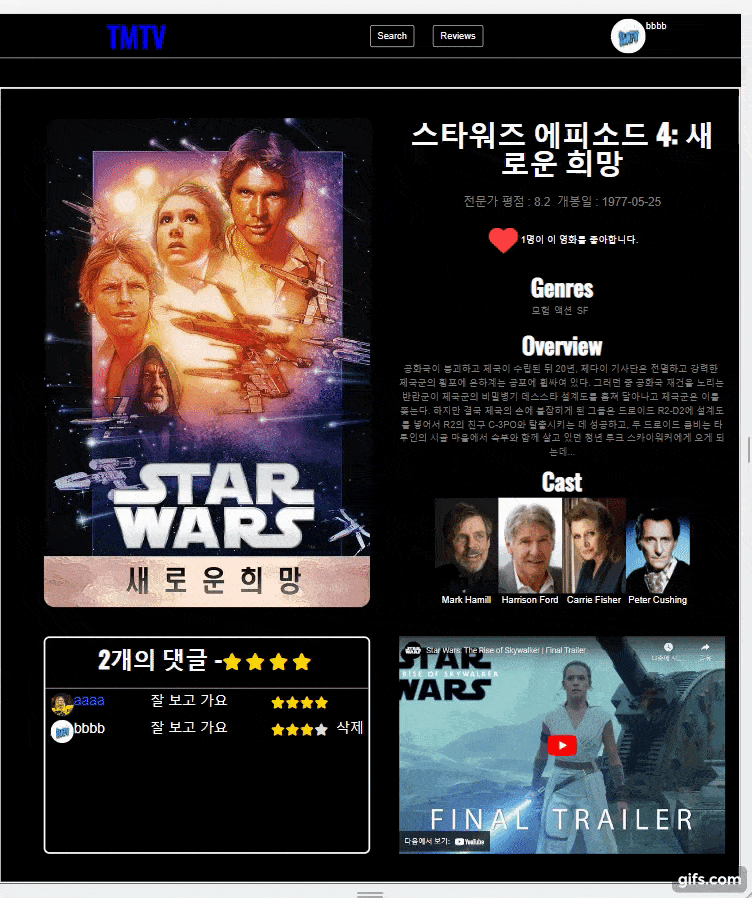 TMTV
Search
Reviews
bbbb
스타워즈 에피소드 4: 새
로운 희망
전문가 평점 : 8.2 개봉일 : 1977-05-25
1명이 이 영화를 좋아합니다.
Genres
모험 액션 SF
Overview
공화국이 붕괴하고 제국이 수립된 뒤 20년, 제다이 기사단은 전멸하고 강력한
제국군의 횡포에 은하계는 공포에 휩싸여 있다. 그러던 중 공화국 재건을 노리는
반란군이 제국군의 비밀병기 데스스타 설계도를 훔쳐 달아나고 제국군은 이를
쫓는다. 하지만 결국 제국의 손에 붙잡히게 된 그들은 드로이드 R2-D2에 설계도
를 넣어서 R2의 친구 C-3PO와 탈출시키는 데 성공하고, 두 드로이드 콤비는 타
투인의 시골 마을에서 숙부와 함께 살고 있던 청년 루크 스카이워커에게 오게 되
는데...
Cast
Mark Hamill
Harrison Ford
Carrie Fisher
Peter Cushing
STAR
WARS
새로운희망
2개의 댓글 -
aaaa
잘 보고 가요
bbbb
잘 보고 가요
삭제
Star Wars: The Rise of Skywalker | Final Trailer
STAR
RISE OF SKYWALKER
WARS
FINAL TRAILER
다음에서 보기:
YouTube
gifs.com